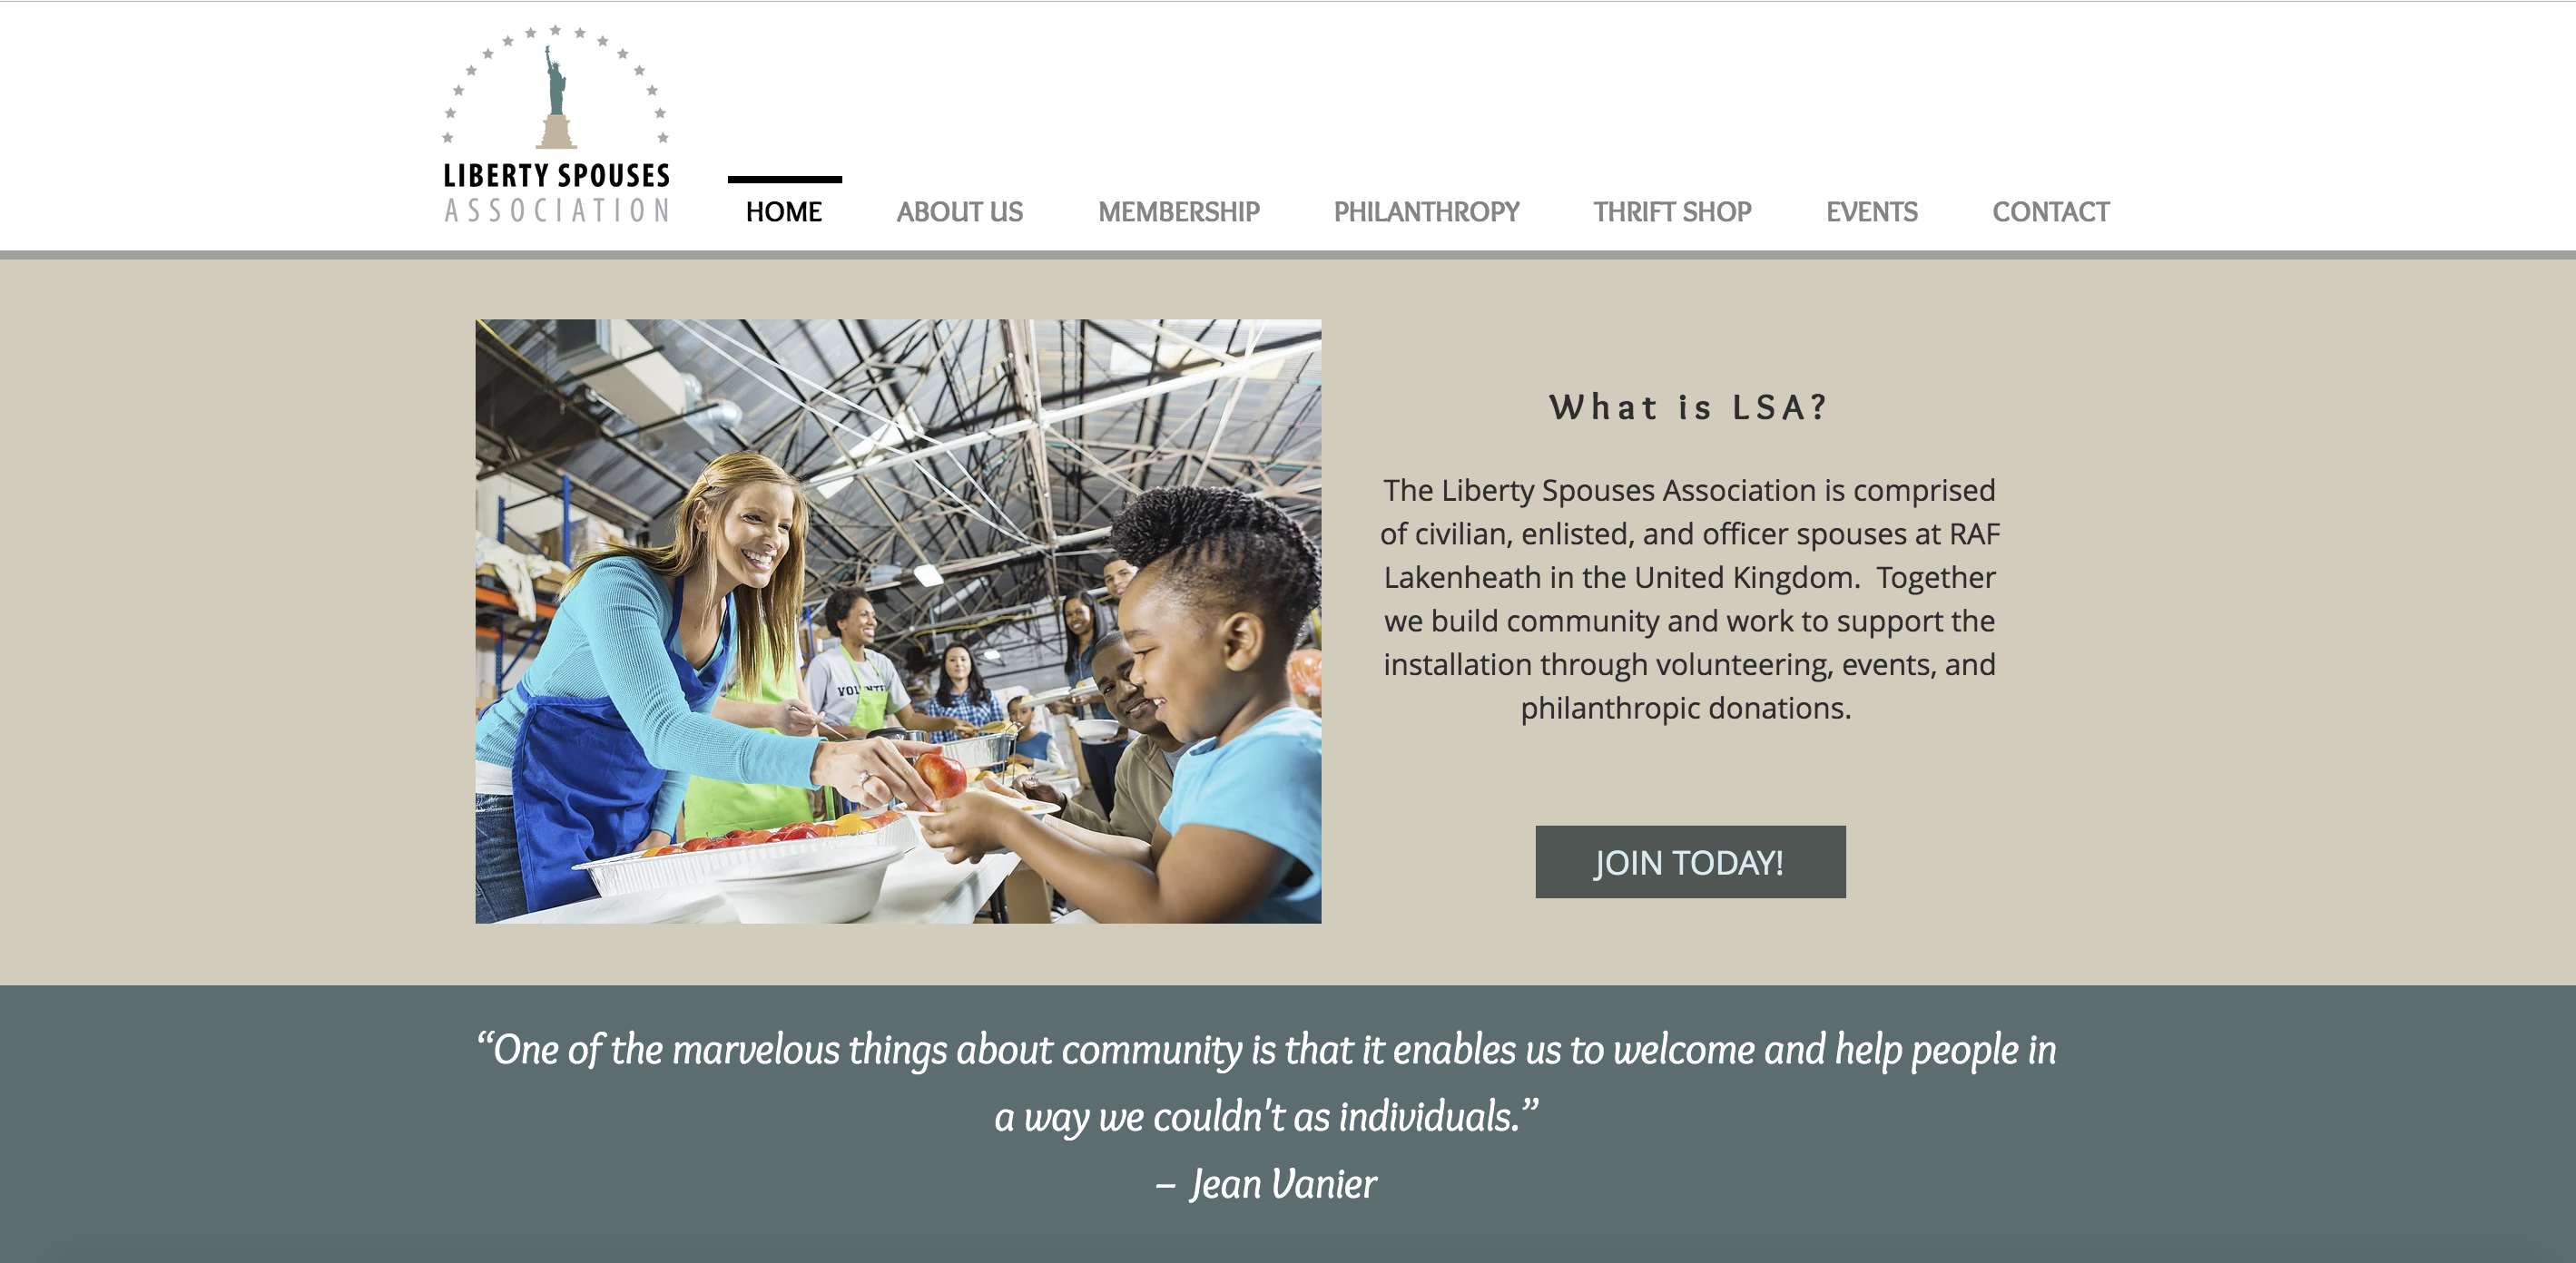 LIBERTY SPOUSES
ASSOCIATION
HOME
ABOUT US
MEMBERSHIP
PHILANTHROPY
THRIFT SHOP
EVENTS
CONTACT
What is LSA?
The Liberty Spouses Association is comprised
of civilian, enlisted, and officer spouses at RAF
Lakenheath in the United Kingdom.  Together
we build community and work to support the
installation through volunteering, events, and
philanthropic donations.
JOIN TODAY!
“One of the marvelous things about community is that it enables us to welcome and help people in
a way we couldn't as individuals.”
–  Jean Vanier